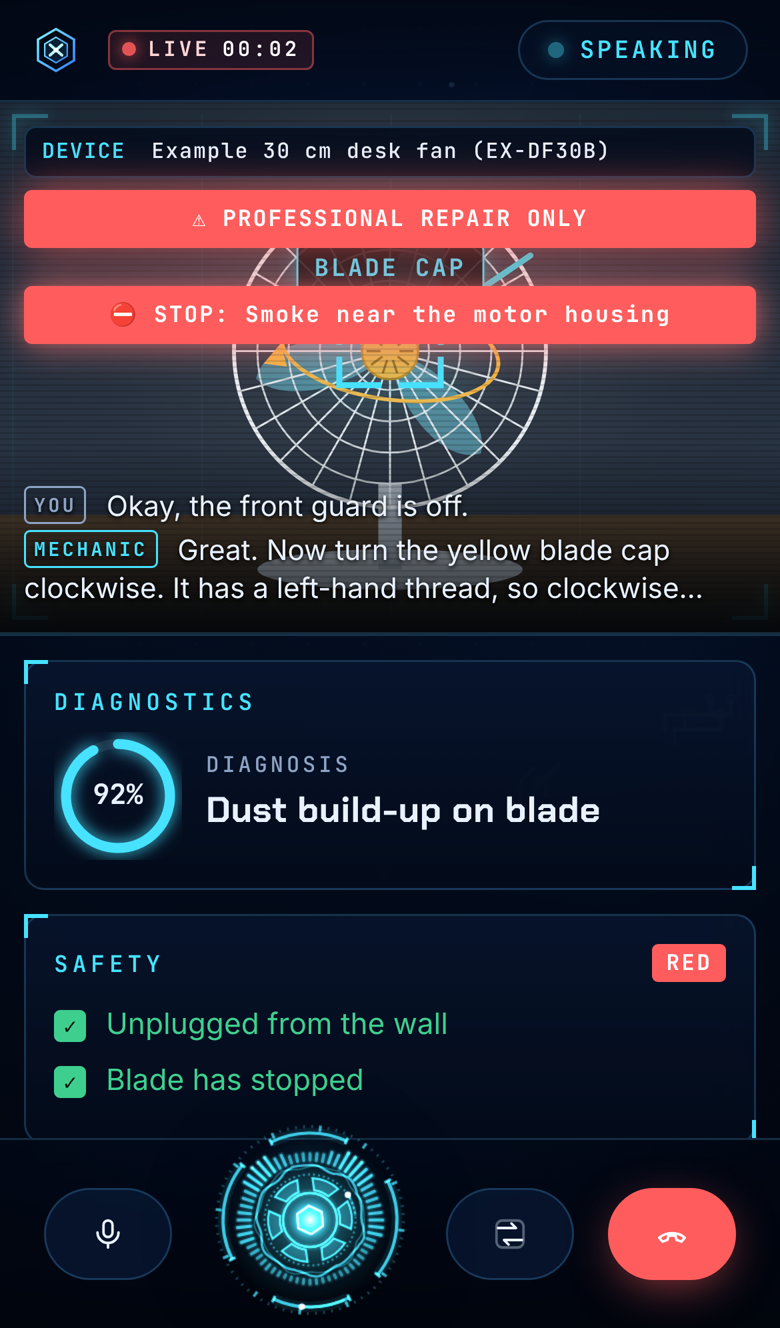 LIVE 00:02
SPEAKING
DEVICE Example 30 cm desk fan (EX-DF30B)
⚠ PROFESSIONAL REPAIR ONLY
BLADE CAP
⛔ STOP: Smoke near the motor housing
YOU Okay, the front guard is off.
MECHANIC Great. Now turn the yellow blade cap
clockwise. It has a left-hand thread, so clockwise…
DIAGNOSTICS
92%
DIAGNOSIS
Dust build-up on blade
SAFETY
RED
✓ Unplugged from the wall
✓ Blade has stopped